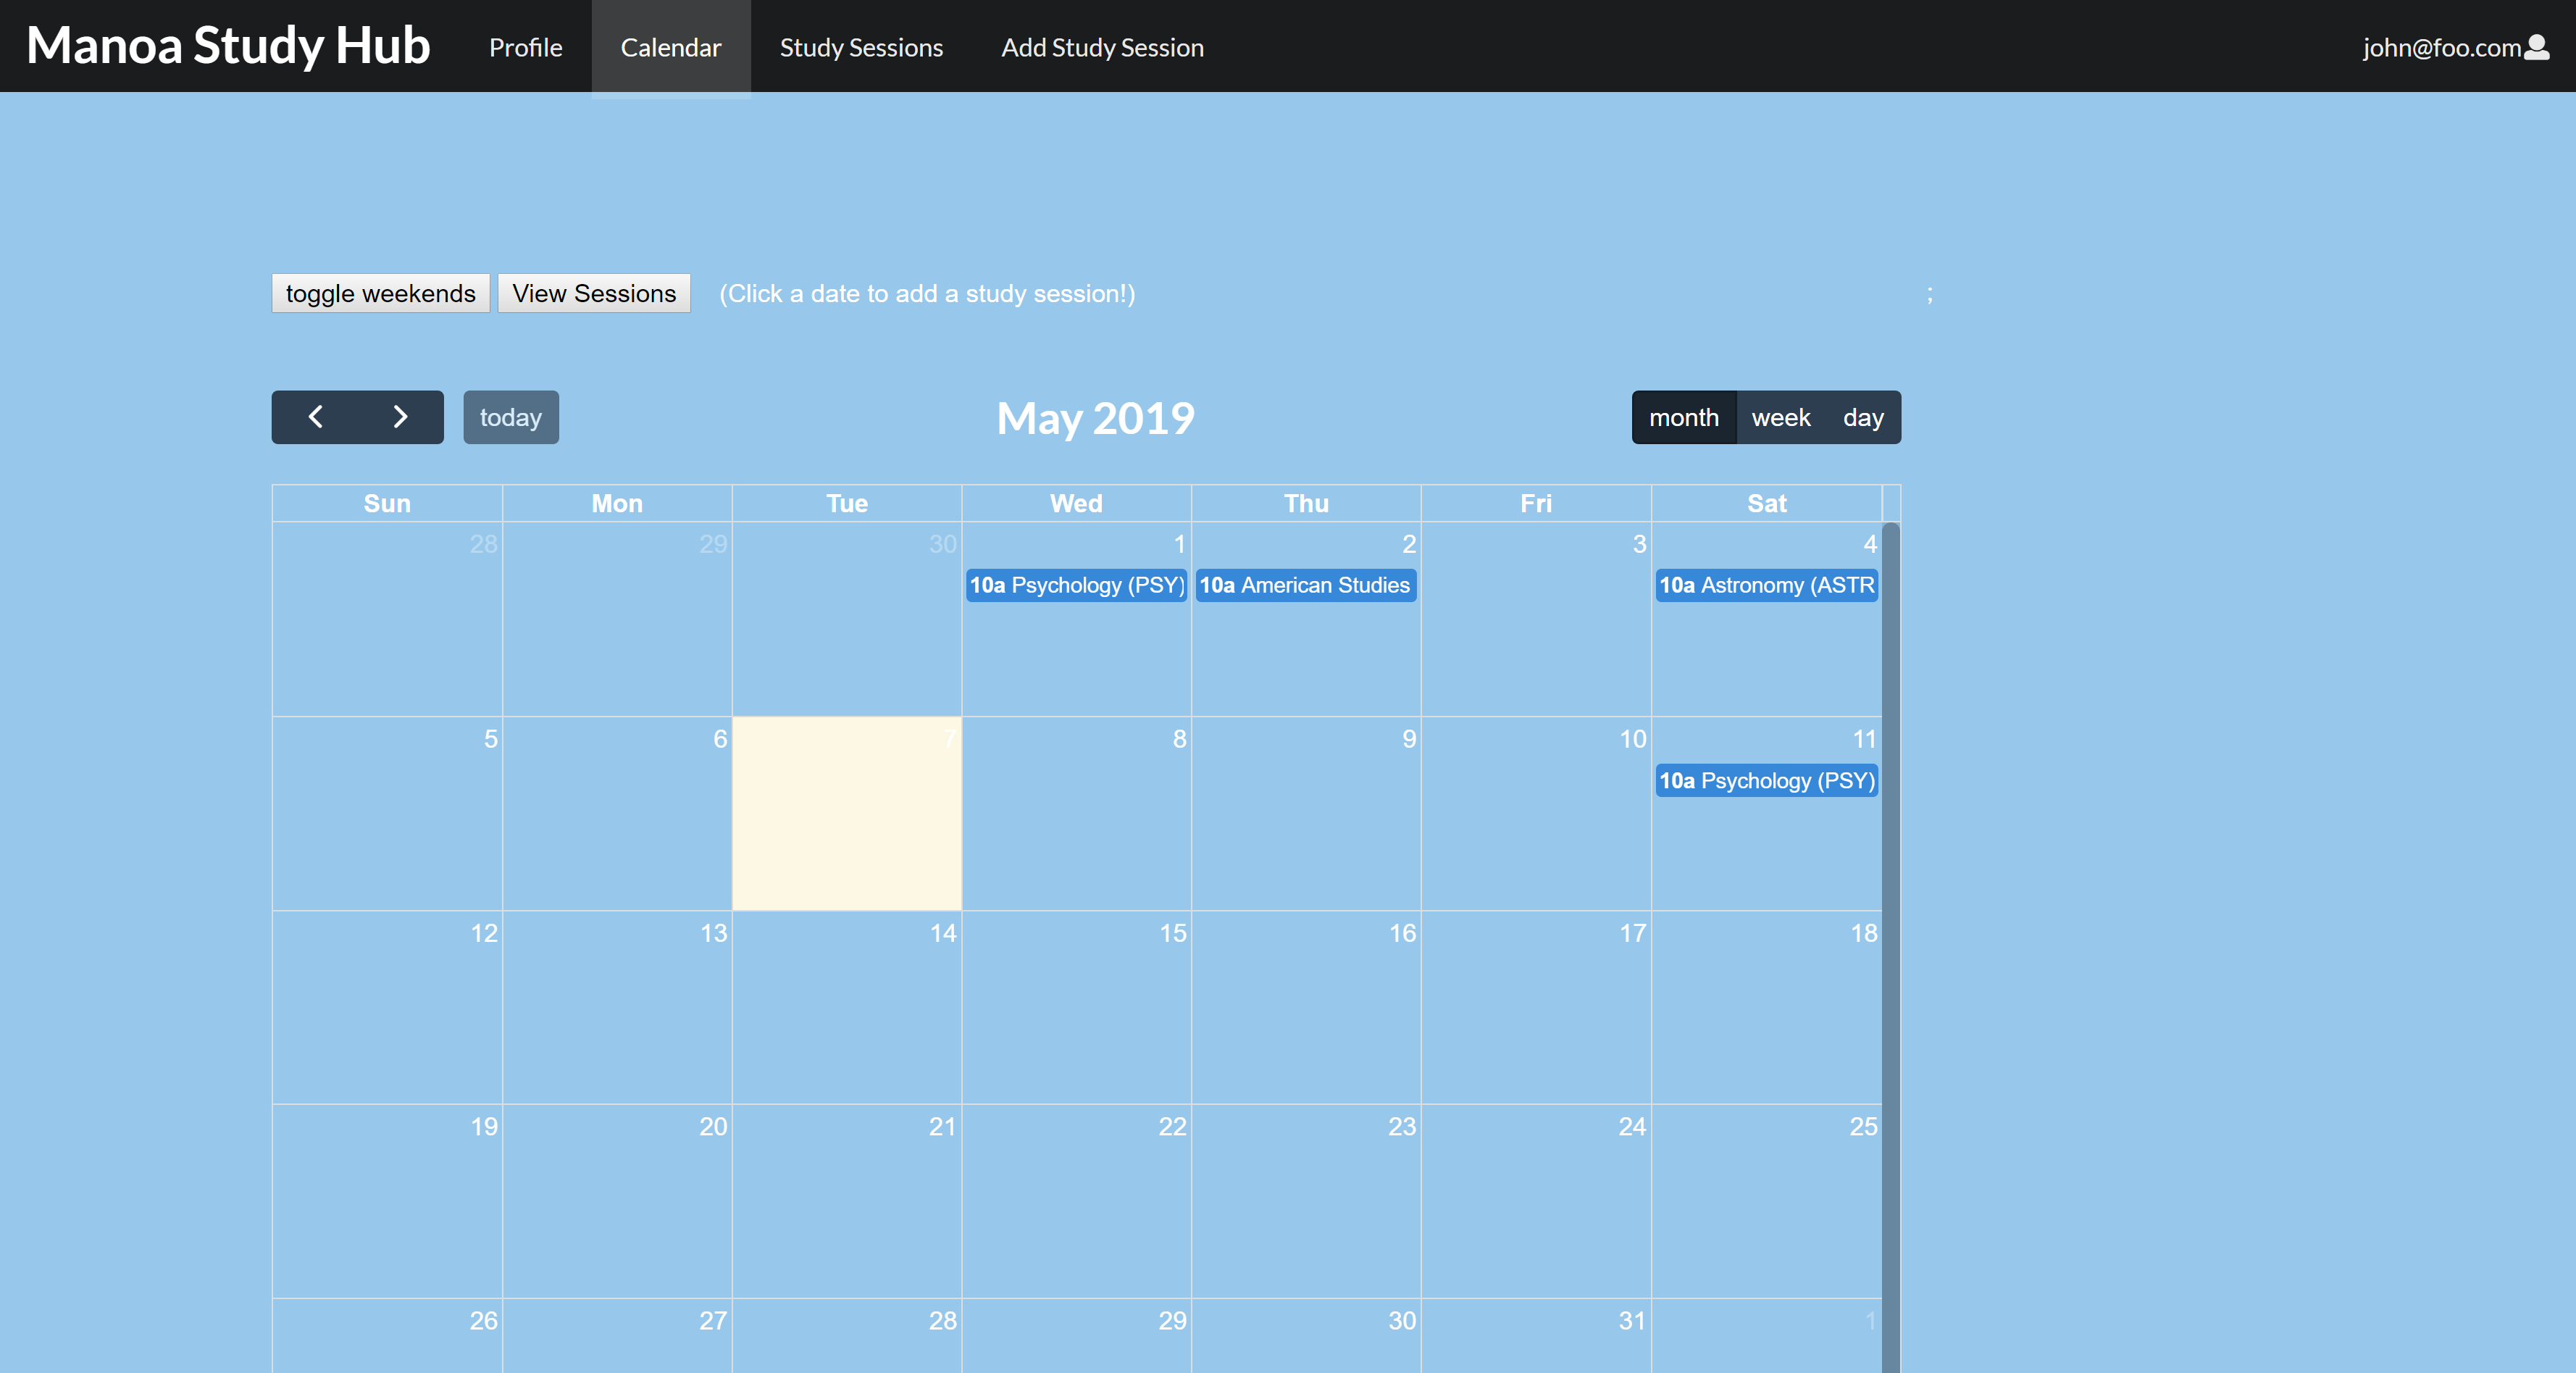 Manoa Study Hub Profile Calendar Study Sessions Add Study Session john@foo.com
toggle weekends View Sessions (Click a date to add a study session!) ;
today May 2019 month week day
Sun Mon Tue Wed Thu Fri Sat
28 29 30 1 2 3 4
10a Psychology (PSY) 10a American Studies 10a Astronomy (ASTR
5 6 7 8 9 10 11
10a Psychology (PSY)
12 13 14 15 16 17 18
19 20 21 22 23 24 25
26 27 28 29 30 31 1